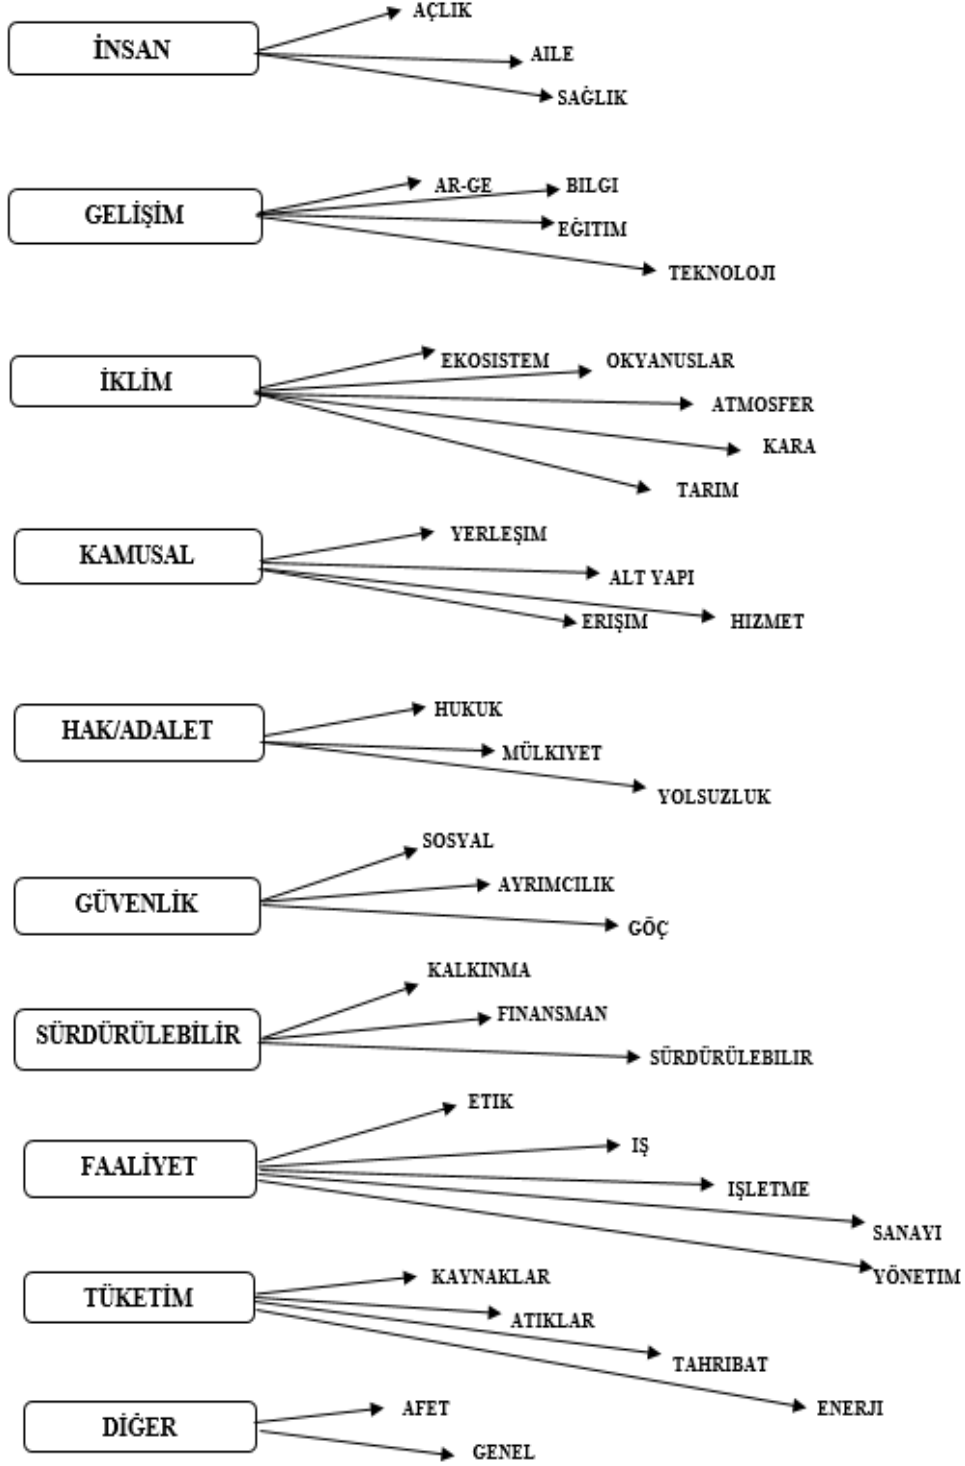 İNSAN
AÇLIK
AILE
SAĞLIK
GELİŞİM
AR-GE
BILGI
EĞITIM
TEKNOLOJI
İKLİM
EKOSISTEM
OKYANUSLAR
ATMOSFER
KARA
TARIM
KAMUSAL
YERLEŞIM
ALT YAPI
ERIŞIM
HIZMET
HAK/ADALET
HUKUK
MÜLKIYET
YOLSUZLUK
GÜVENLİK
SOSYAL
AYRIMCILIK
GÖÇ
SÜRDÜRÜLEBİLİR
KALKINMA
FINANSMAN
SÜRDÜRÜLEBILIR
FAALİYET
ETIK
IŞ
IŞLETME
SANAYI
YÖNETIM
TÜKETİM
KAYNAKLAR
ATIKLAR
TAHRIBAT
ENERJI
DİĞER
AFET
GENEL